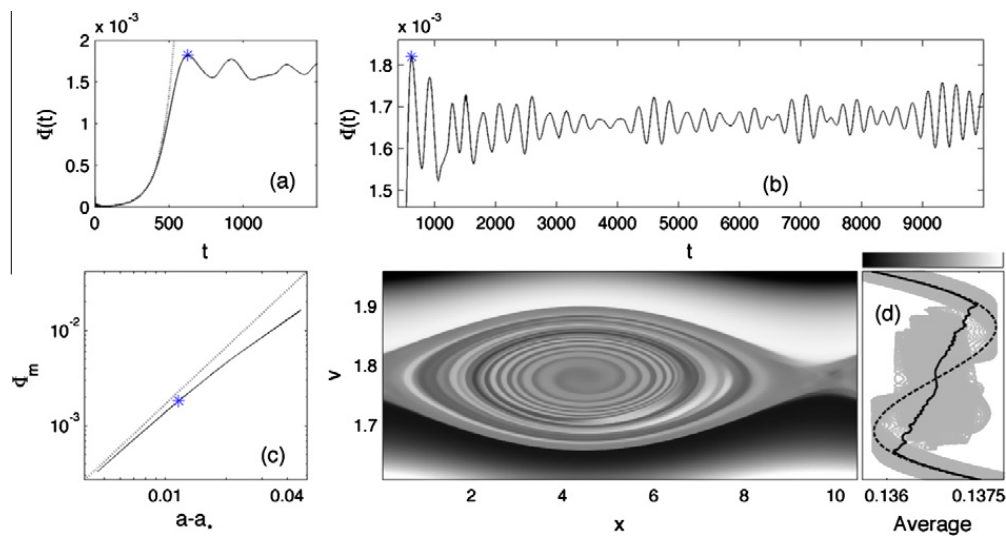 x 10⁻³
2
1.5
1
0.5
0
Φ(t)
0 500 1000
t
(a)
x 10⁻³
1.8
1.7
1.6
1.5
Φ(t)
1000 2000 3000 4000 5000 6000 7000 8000 9000
t
(b)
10⁻²
10⁻³
Φm
0.01 0.04
a-a*
(c)
1.9
1.8
1.7
v
2 4 6 8 10
x
(d)
0.136 0.1375
Average